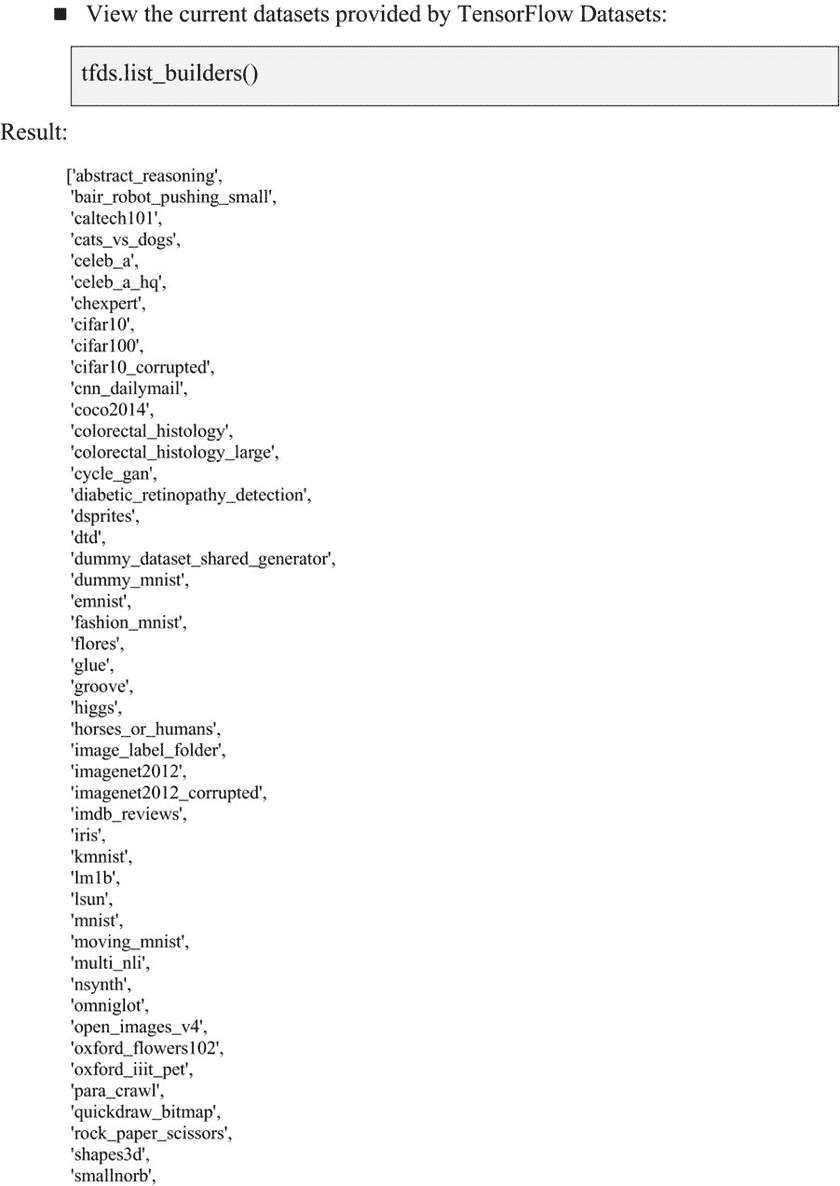 ■ View the current datasets provided by TensorFlow Datasets:
tfds.list_builders()
Result:
['abstract_reasoning',
'bair_robot_pushing_small',
'caltech101',
'cats_vs_dogs',
'celeb_a',
'celeb_a_hq',
'chexpert',
'cifar10',
'cifar100',
'cifar10_corrupted',
'cnn_dailymail',
'coco2014',
'colorectal_histology',
'colorectal_histology_large',
'cycle_gan',
'diabetic_retinopathy_detection',
'dsprites',
'dtd',
'dummy_dataset_shared_generator',
'dummy_mnist',
'emnist',
'fashion_mnist',
'flores',
'glue',
'groove',
'higgs',
'horses_or_humans',
'image_label_folder',
'imagenet2012',
'imagenet2012_corrupted',
'imdb_reviews',
'iris',
'kmnist',
'lm1b',
'lsun',
'mnist',
'moving_mnist',
'multi_nli',
'nsynth',
'omniglot',
'open_images_v4',
'oxford_flowers102',
'oxford_iiit_pet',
'para_crawl',
'quickdraw_bitmap',
'rock_paper_scissors',
'shapes3d',
'smallnorb',